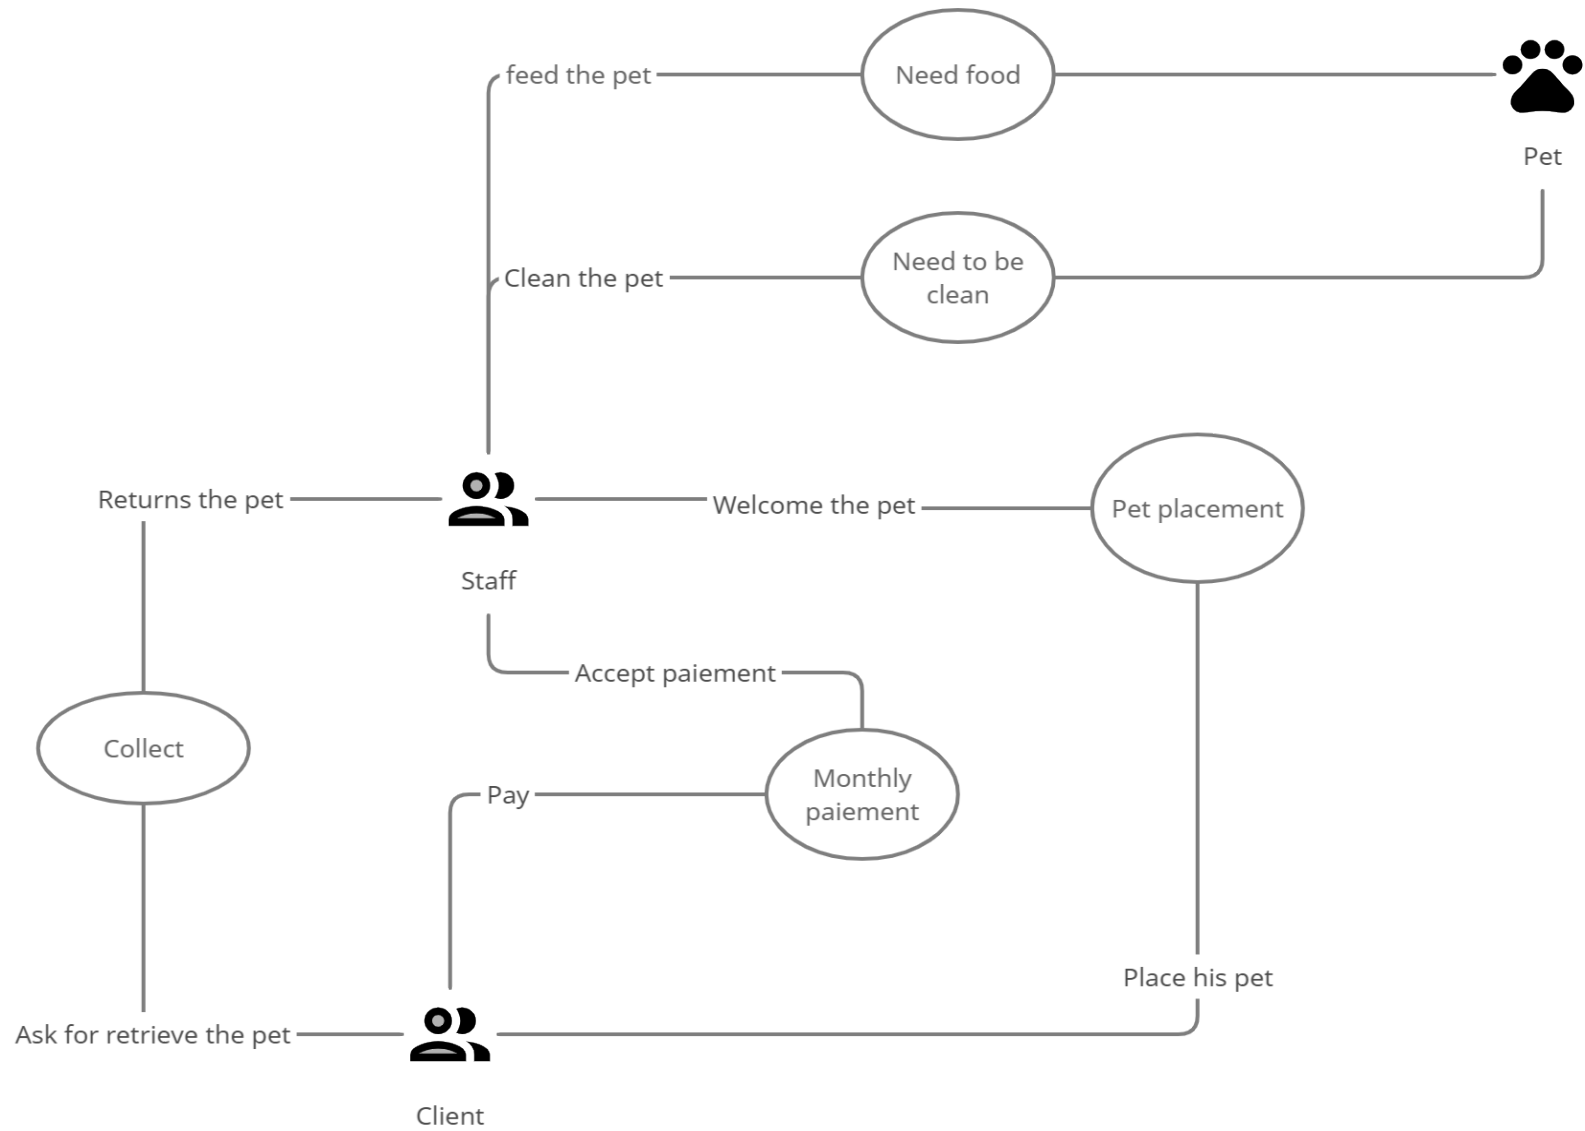 feed the pet
Need food
Pet
Clean the pet
Need to be
clean
Returns the pet
Welcome the pet
Pet placement
Staff
Accept paiement
Collect
Monthly
paiement
Pay
Place his pet
Ask for retrieve the pet
Client